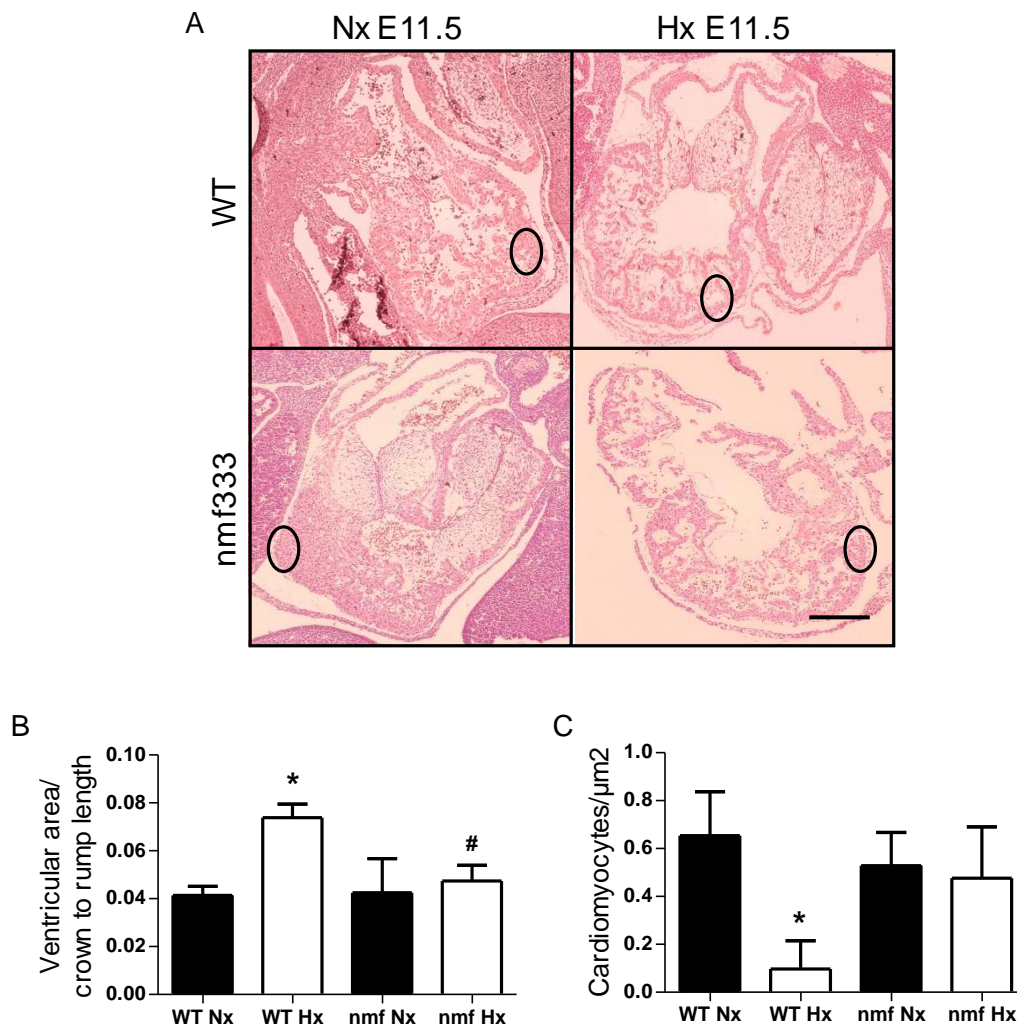 A
Nx E11.5
Hx E11.5
WT
nmf333
B
Ventricular area/
crown to rump length
0.10
0.08
0.06
0.04
0.02
0.00
*
#
WT Nx
WT Hx
nmf Nx
nmf Hx
C
Cardiomyocytes/µm2
1.0
0.8
0.6
0.4
0.2
0.0
*
WT Nx
WT Hx
nmf Nx
nmf Hx